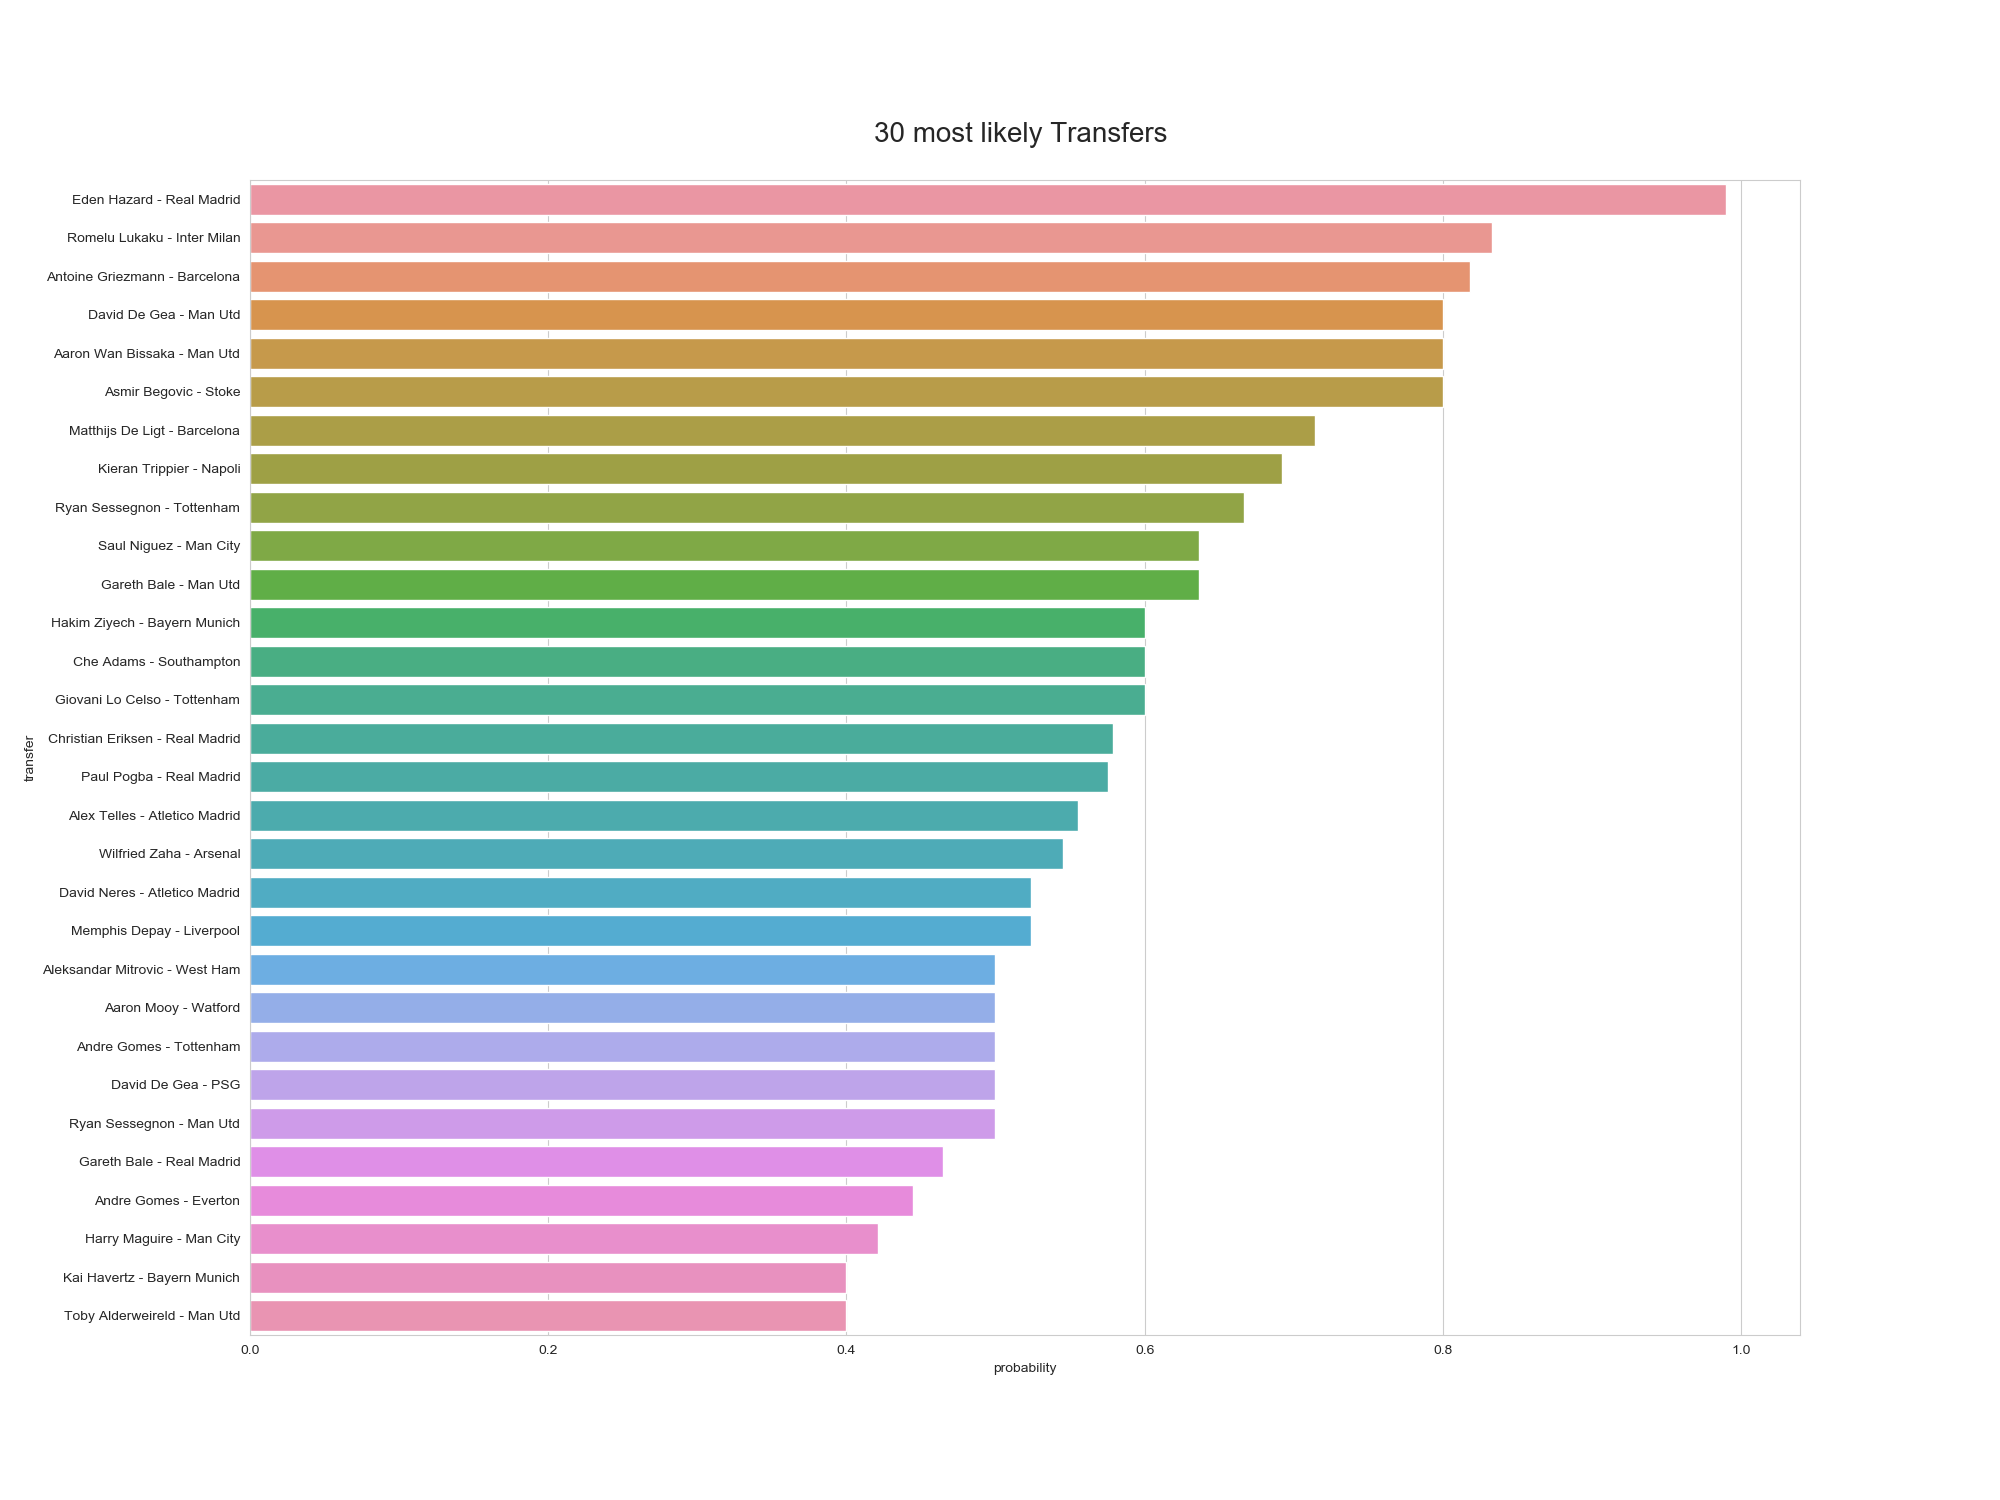 30 most likely Transfers
Eden Hazard - Real Madrid
Romelu Lukaku - Inter Milan
Antoine Griezmann - Barcelona
David De Gea - Man Utd
Aaron Wan Bissaka - Man Utd
Asmir Begovic - Stoke
Matthijs De Ligt - Barcelona
Kieran Trippier - Napoli
Ryan Sessegnon - Tottenham
Saul Niguez - Man City
Gareth Bale - Man Utd
Hakim Ziyech - Bayern Munich
Che Adams - Southampton
Giovani Lo Celso - Tottenham
Christian Eriksen - Real Madrid
Paul Pogba - Real Madrid
Alex Telles - Atletico Madrid
Wilfried Zaha - Arsenal
David Neres - Atletico Madrid
Memphis Depay - Liverpool
Aleksandar Mitrovic - West Ham
Aaron Mooy - Watford
Andre Gomes - Tottenham
David De Gea - PSG
Ryan Sessegnon - Man Utd
Gareth Bale - Real Madrid
Andre Gomes - Everton
Harry Maguire - Man City
Kai Havertz - Bayern Munich
Toby Alderweireld - Man Utd
transfer
0.0 0.2 0.4 0.6 0.8 1.0
probability